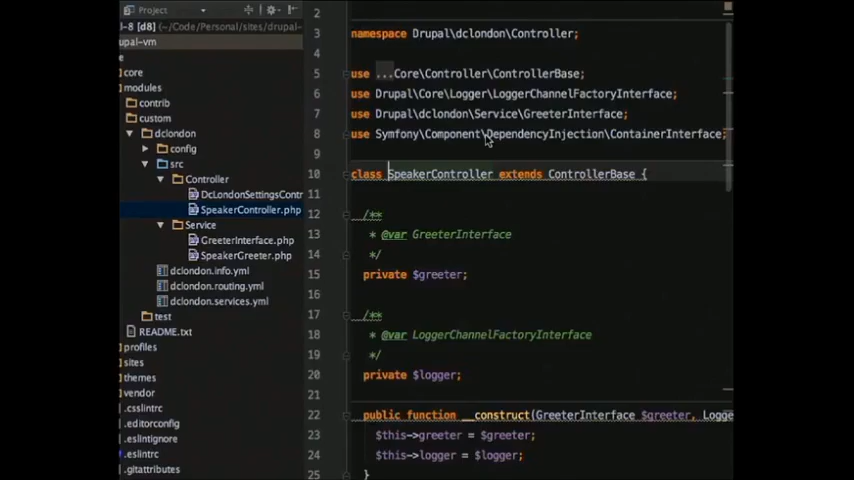 Project
l-8 [d8] (~/Code/Personal/sites/drupal-
upal-vm
e
core
modules
contrib
custom
dclondon
config
src
Controller
DcLondonSettingsContr
SpeakerController.php
Service
GreeterInterface.php
SpeakerGreeter.php
dclondon.info.yml
dclondon.routing.yml
dclondon.services.yml
test
README.txt
profiles
sites
themes
vendor
.csslintrc
.editorconfig
.eslintignore
.eslintrc
.gitattributes
2
3 namespace Drupal\dclondon\Controller;
4
5 use ...Core\Controller\ControllerBase;
6 use Drupal\Core\Logger\LoggerChannelFactoryInterface;
7 use Drupal\dclondon\Service\GreeterInterface;
8 use Symfony\Component\DependencyInjection\ContainerInterface;
9
10 class SpeakerController extends ControllerBase {
11
12 /**
13 * @var GreeterInterface
14 */
15 private $greeter;
16
17 /**
18 * @var LoggerChannelFactoryInterface
19 */
20 private $logger;
21
22 public function __construct(GreeterInterface $greeter, Logge
23 $this->greeter = $greeter;
24 $this->logger = $logger;
25 }